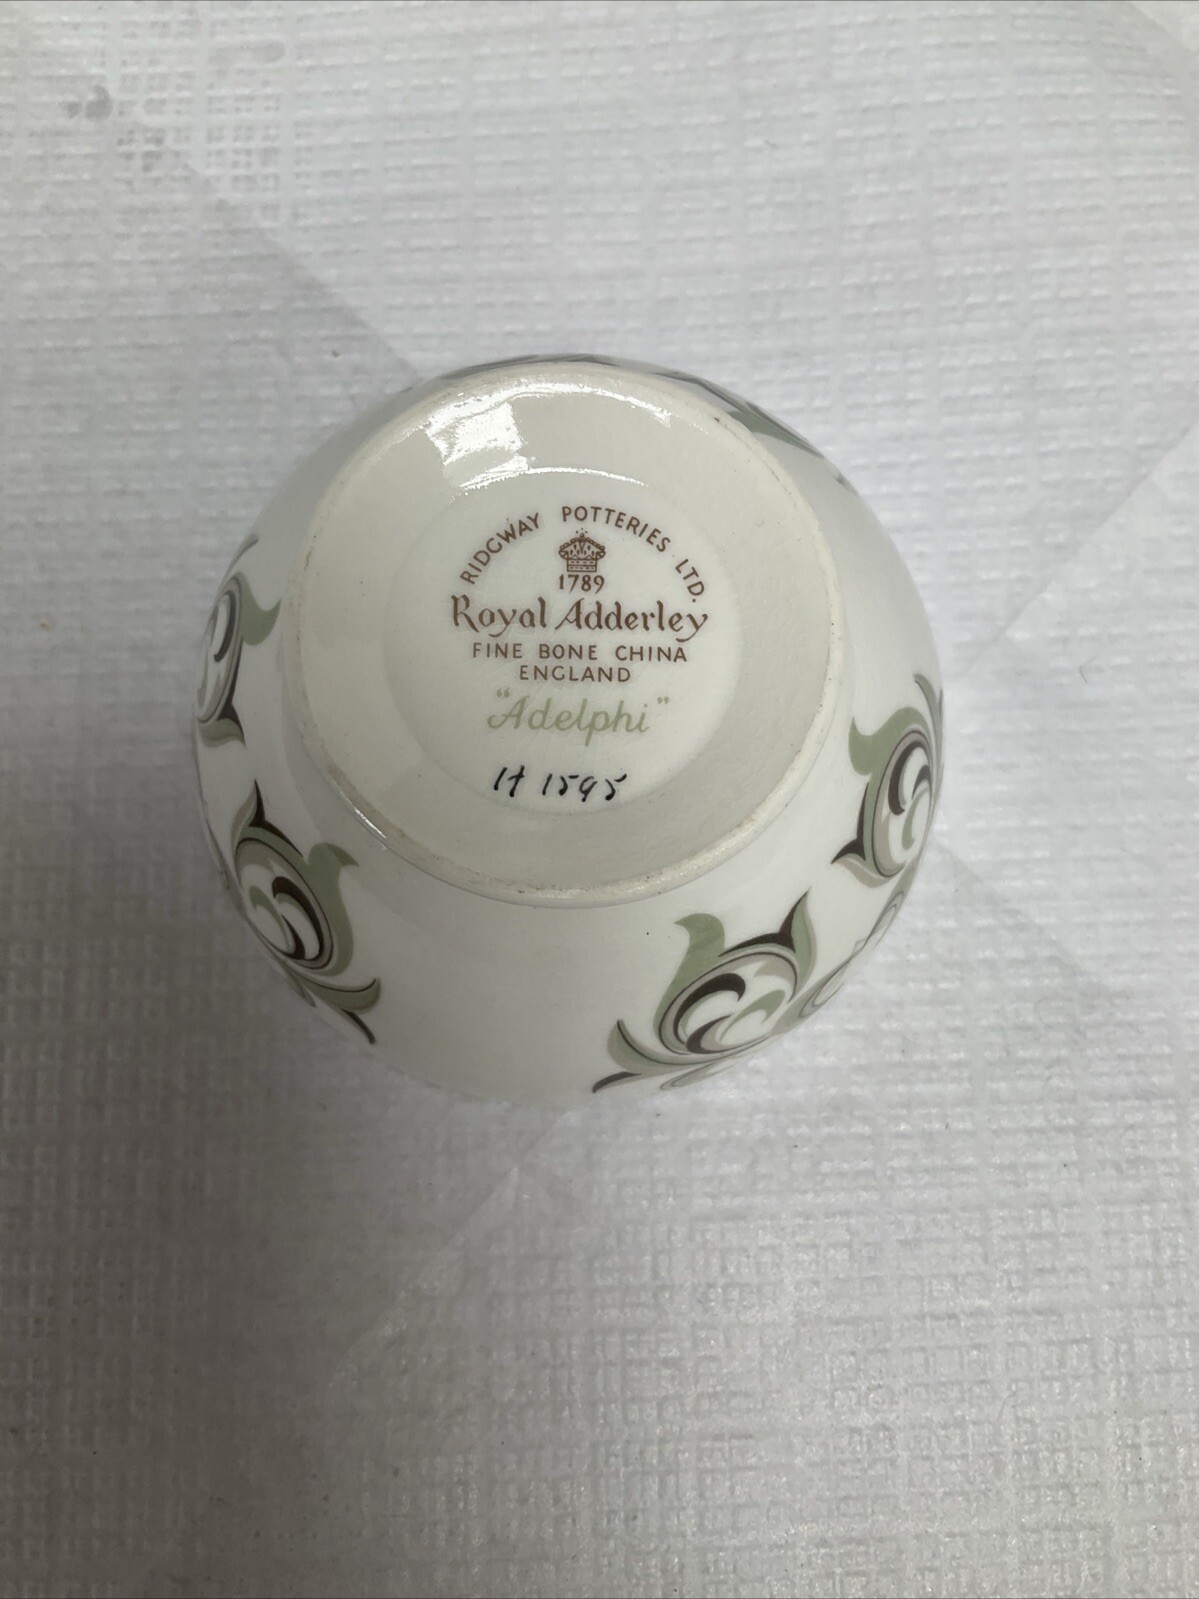 RIDGWAY POTTERIES LTD.
1789
Royal Adderley
FINE BONE CHINA
ENGLAND
"Adelphi"
H 1595